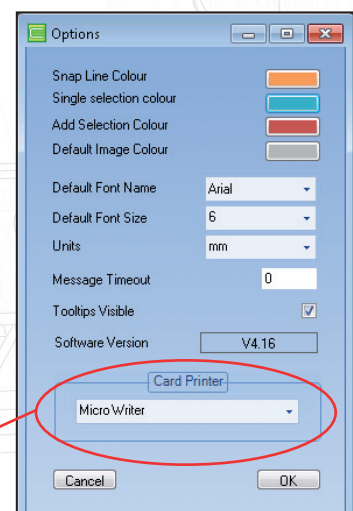 Options
Snap Line Colour
Single selection colour
Add Selection Colour
Default Image Colour
Default Font Name Arial
Default Font Size 6
Units mm
Message Timeout 0
Tooltips Visible
Software Version V4.16
Card Printer
MicroWriter
Cancel OK